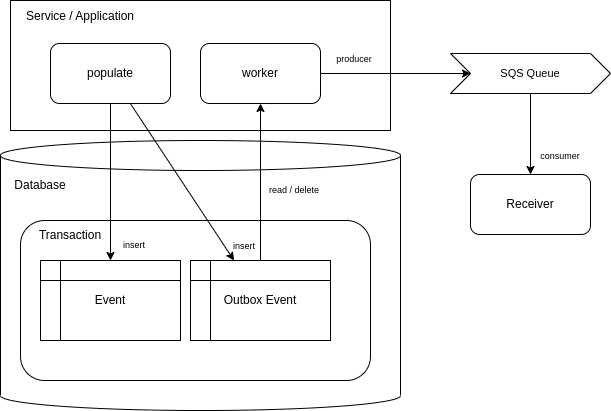 Service / Application
populate
worker
producer
SQS Queue
consumer
Receiver
Database
read / delete
Transaction
insert
insert
Event
Outbox Event